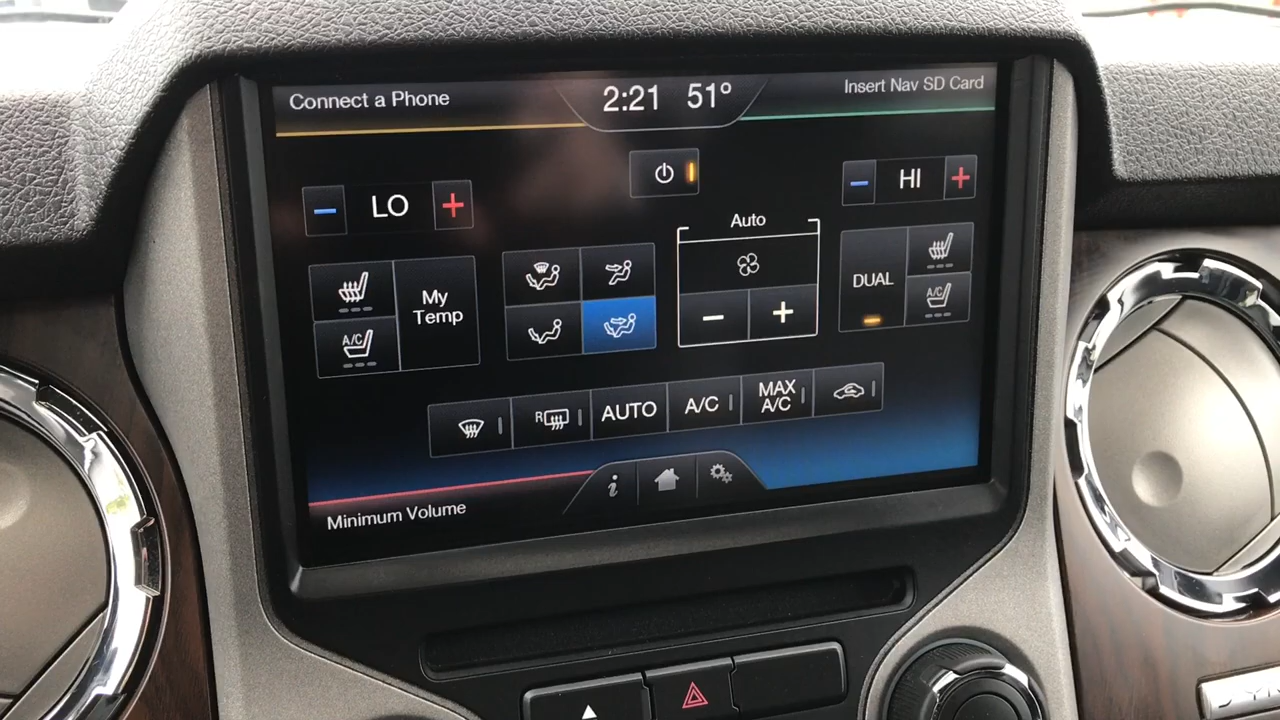 Connect a Phone
2:21 51°
Insert Nav SD Card
LO
HI
Auto
My
Temp
DUAL
A/C
A/C
R
AUTO
A/C
MAX
A/C
i
Minimum Volume